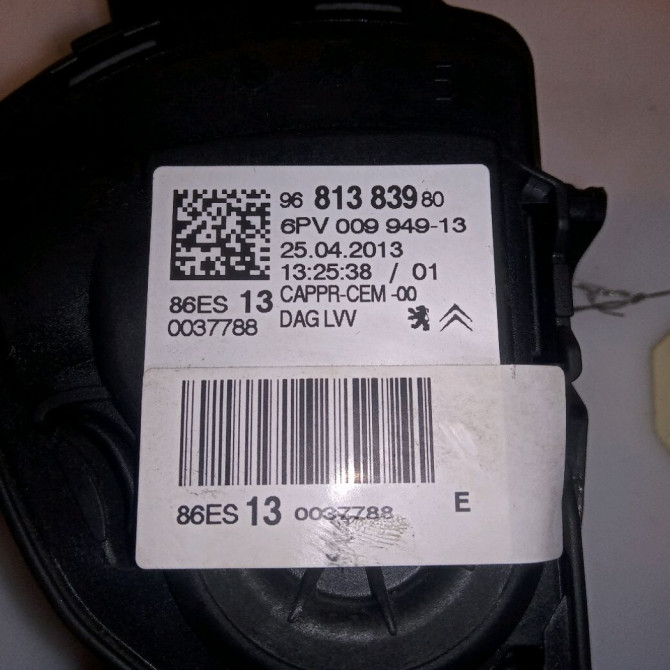 96 813 839 80
6PV 009 949-13
25.04.2013
13:25:38 / 01
86ES 13 CAPPR-CEM -00
0037788 DAG LVV
86ES 13 0037788 E